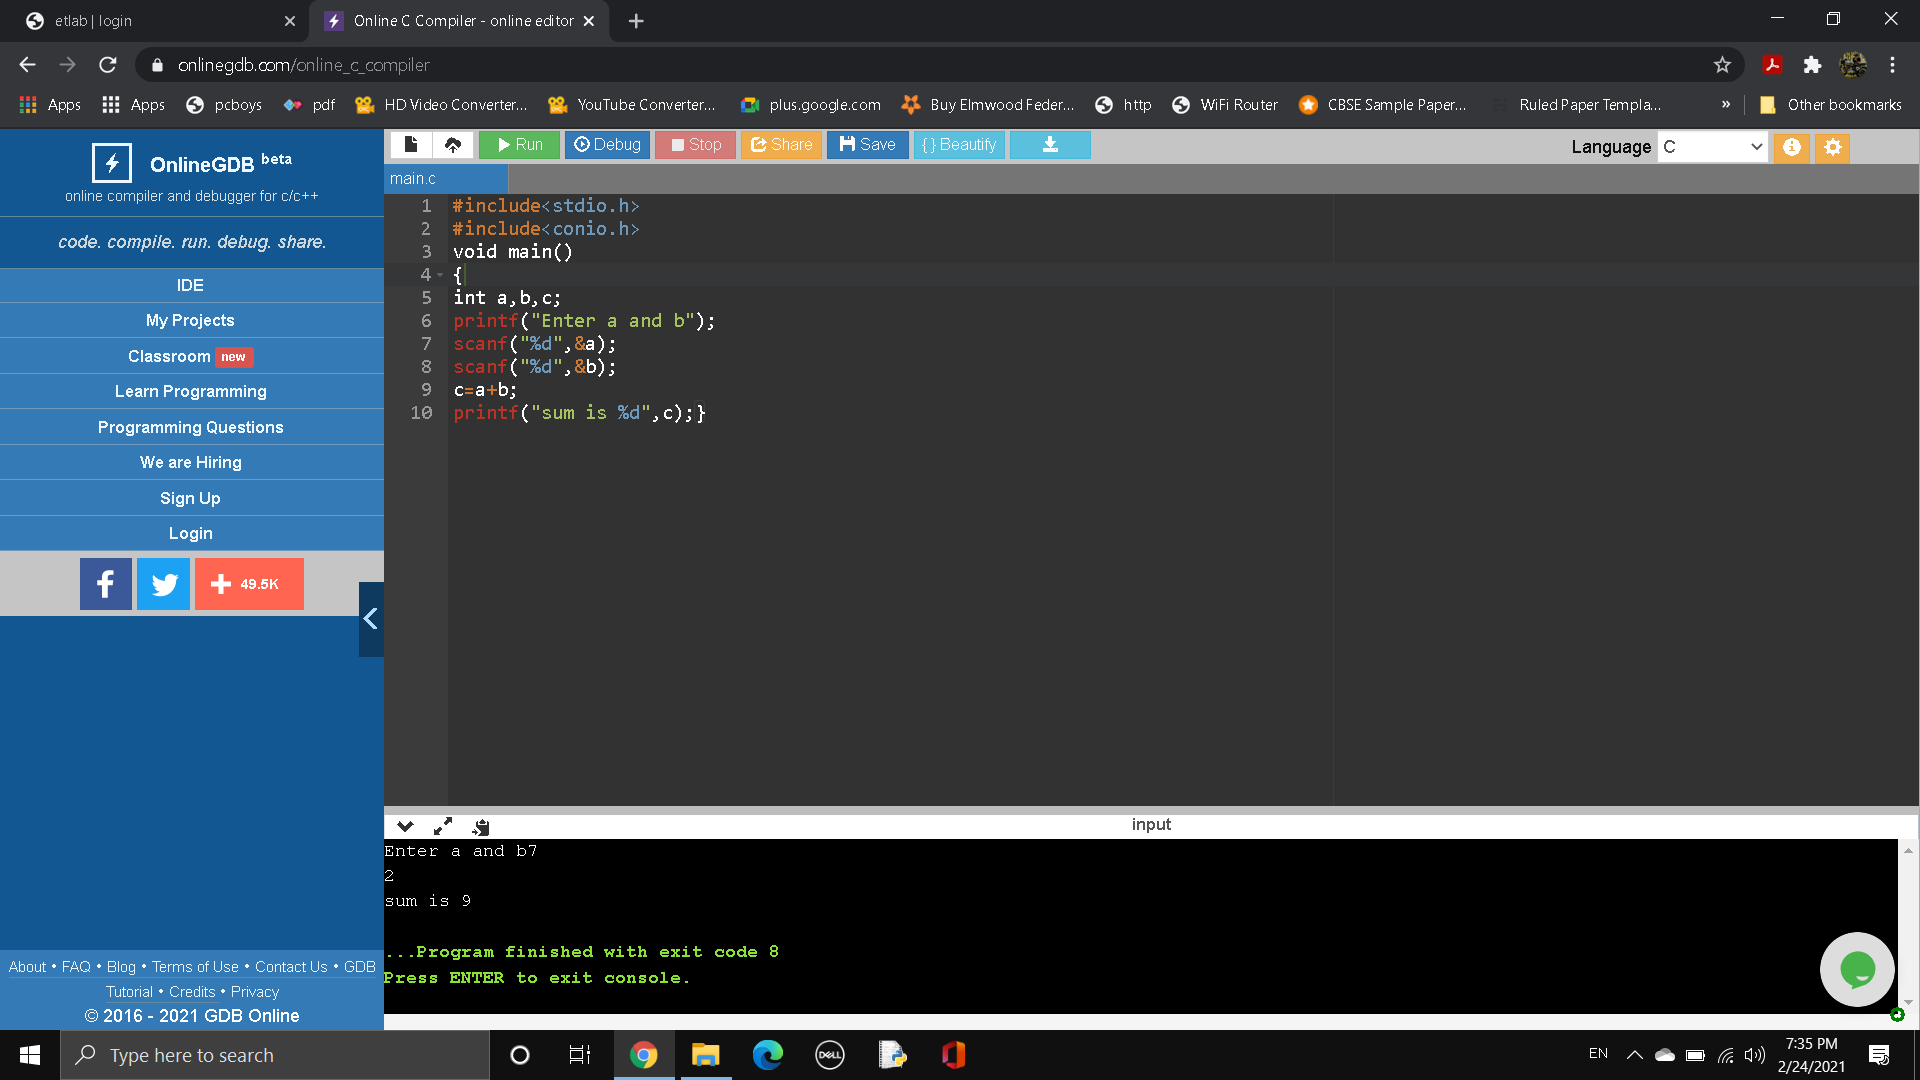 etlab | login
Online C Compiler - online editor
onlinegdb.com/online_c_compiler
Apps Apps pcboys pdf HD Video Converter... YouTube Converter... plus.google.com Buy Elmwood Feder... http WiFi Router CBSE Sample Paper... Ruled Paper Templa... » Other bookmarks
OnlineGDB beta
online compiler and debugger for c/c++
code. compile. run. debug. share.
IDE
My Projects
Classroom new
Learn Programming
Programming Questions
We are Hiring
Sign Up
Login
49.5K
About • FAQ • Blog • Terms of Use • Contact Us • GDB
Tutorial • Credits • Privacy
© 2016 - 2021 GDB Online
Run Debug Stop Share Save {} Beautify
Language C
main.c
1 #include<stdio.h>
2 #include<conio.h>
3 void main()
4 {
5 int a,b,c;
6 printf("Enter a and b");
7 scanf("%d",&a);
8 scanf("%d",&b);
9 c=a+b;
10 printf("sum is %d",c);}
input
Enter a and b7
2
sum is 9
...Program finished with exit code 8
Press ENTER to exit console.
Type here to search
DELL
EN
7:35 PM
2/24/2021